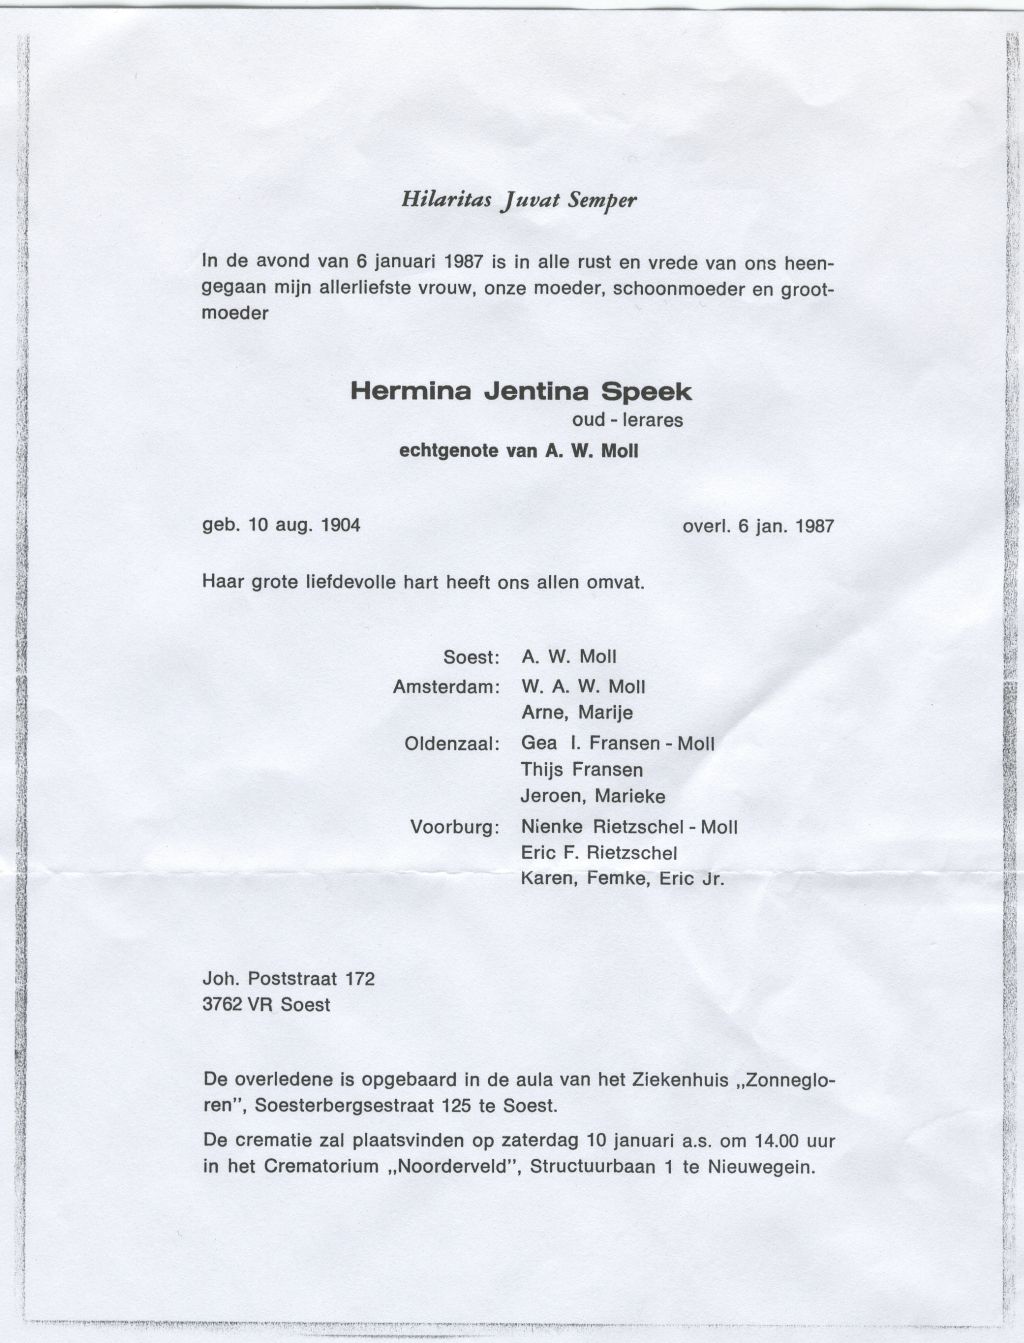 Hilaritas Juvat Semper
In de avond van 6 januari 1987 is in alle rust en vrede van ons heen-
gegaan mijn allerliefste vrouw, onze moeder, schoonmoeder en groot-
moeder
Hermina Jentina Speek
oud - lerares
echtgenote van A. W. Moll
geb. 10 aug. 1904 overl. 6 jan. 1987
Haar grote liefdevolle hart heeft ons allen omvat.
Soest: A. W. Moll
Amsterdam: W. A. W. Moll
Arne, Marije
Oldenzaal: Gea I. Fransen - Moll
Thijs Fransen
Jeroen, Marieke
Voorburg: Nienke Rietzschel - Moll
Eric F. Rietzschel
Karen, Femke, Eric Jr.
Joh. Poststraat 172
3762 VR Soest
De overledene is opgebaard in de aula van het Ziekenhuis „Zonneglo-
ren”, Soesterbergsestraat 125 te Soest.
De crematie zal plaatsvinden op zaterdag 10 januari a.s. om 14.00 uur
in het Crematorium „Noorderveld”, Structuurbaan 1 te Nieuwegein.